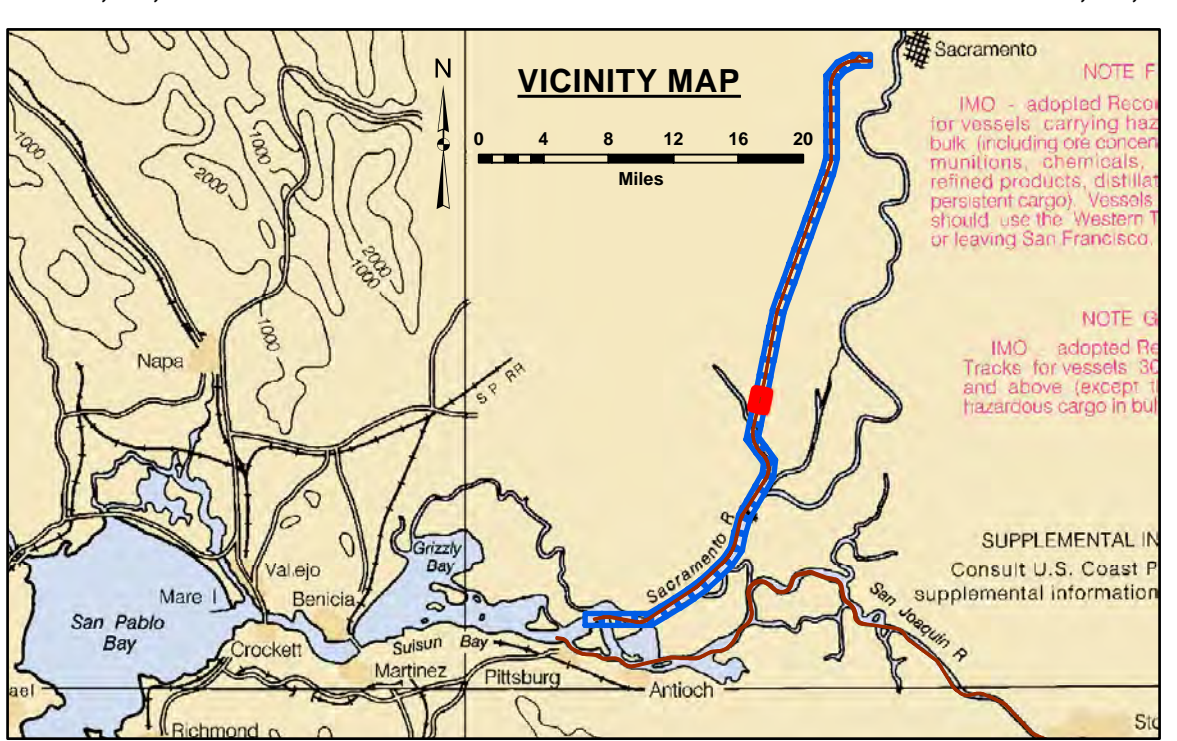 Sacramento
N
VICINITY MAP
NOTE F
IMO - adopted Recor
for vessels carrying haz
bulk (including ore concen
munitions, chemicals,
refined products, distillat
persistent cargo). Vessels
should use the Western T
or leaving San Francisco.
0 4 8 12 16 20
Miles
1000
1000
2000
2000
1000
1000
NOTE G
IMO - adopted Re
Tracks for vessels 30
and above (except t
hazardous cargo in bul
Napa
S P RR
Grizzly
Bay
Vallejo
Mare I
Benicia
Sacramento R
SUPPLEMENTAL IN
Consult U.S. Coast P
supplemental information
San Pablo
Bay
Crockett
Suisun Bay
Martinez
Pittsburg
Antioch
San Joaquin R
ael
Richmond
Sto